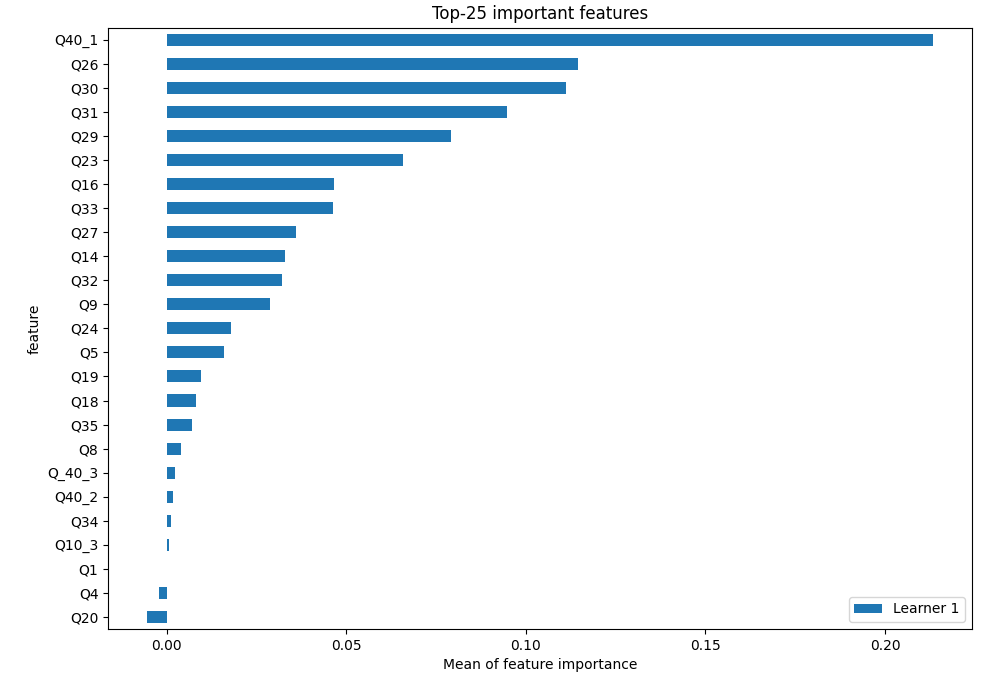 Top-25 important features
Q40_1
Q26
Q30
Q31
Q29
Q23
Q16
Q33
Q27
Q14
Q32
Q9
Q24
Q5
Q19
Q18
Q35
Q8
Q_40_3
Q40_2
Q34
Q10_3
Q1
Q4
Q20
feature
Learner 1
0.00 0.05 0.10 0.15 0.20
Mean of feature importance